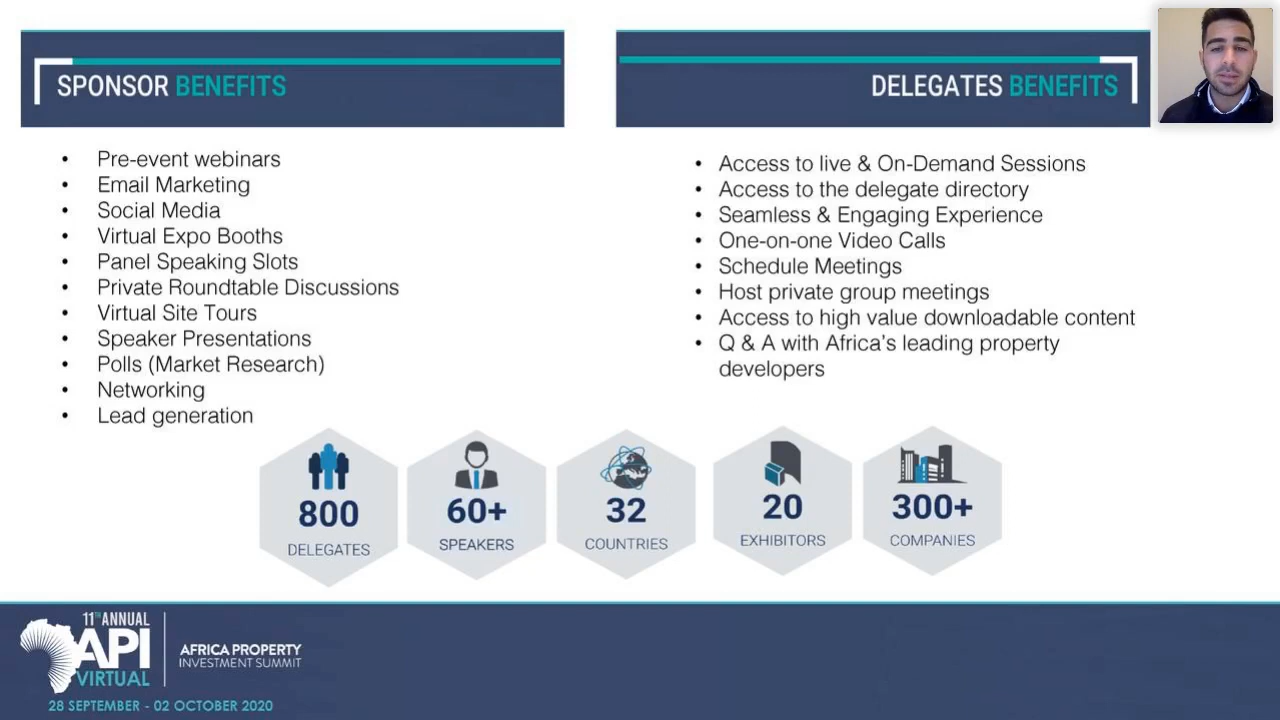 SPONSOR BENEFITS
• Pre-event webinars
• Email Marketing
• Social Media
• Virtual Expo Booths
• Panel Speaking Slots
• Private Roundtable Discussions
• Virtual Site Tours
• Speaker Presentations
• Polls (Market Research)
• Networking
• Lead generation
DELEGATES BENEFITS
• Access to live & On-Demand Sessions
• Access to the delegate directory
• Seamless & Engaging Experience
• One-on-one Video Calls
• Schedule Meetings
• Host private group meetings
• Access to high value downloadable content
• Q & A with Africa’s leading property
developers
800
DELEGATES
60+
SPEAKERS
32
COUNTRIES
20
EXHIBITORS
300+
COMPANIES
11TH ANNUAL
API
VIRTUAL
AFRICA PROPERTY
INVESTMENT SUMMIT
28 SEPTEMBER - 02 OCTOBER 2020